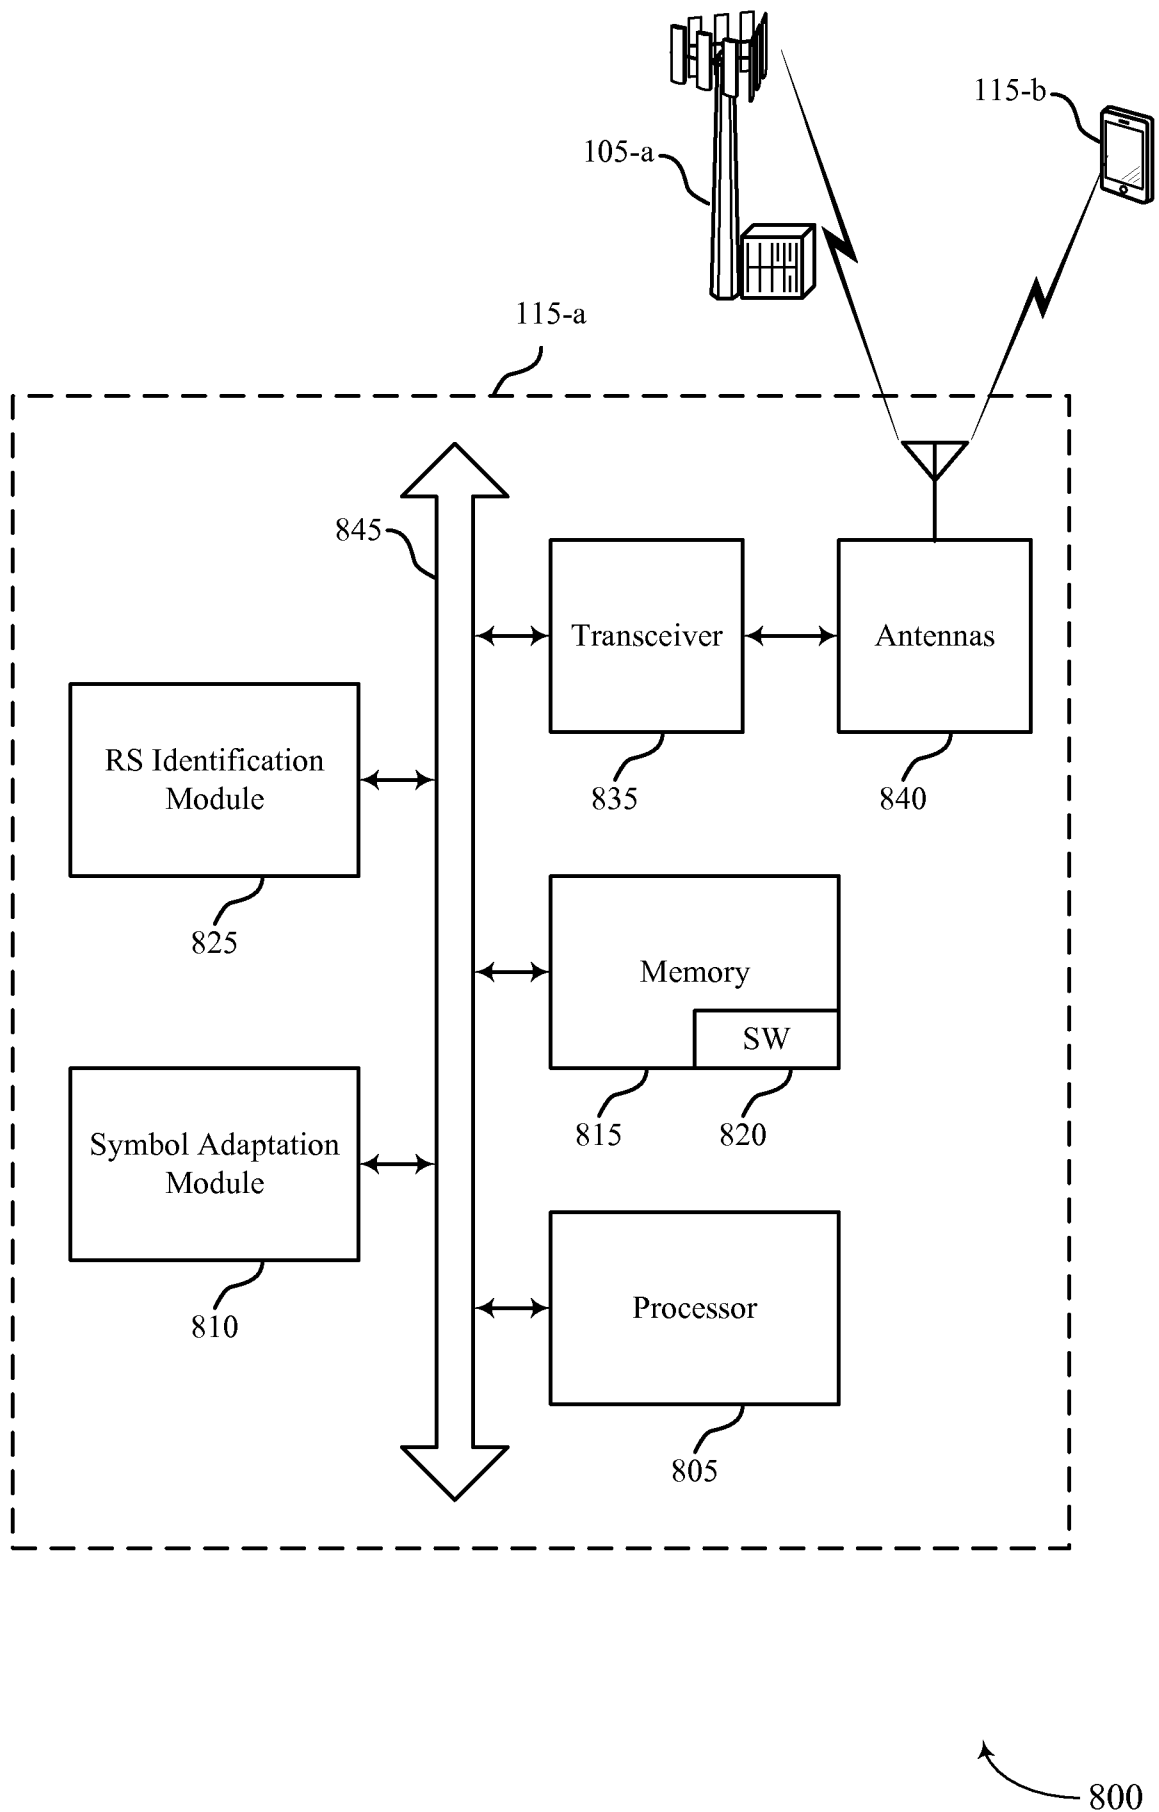 115-b
105-a
115-a
845
Transceiver
Antennas
835
840
RS Identification
Module
825
Memory
SW
815
820
Symbol Adaptation
Module
810
Processor
805
800